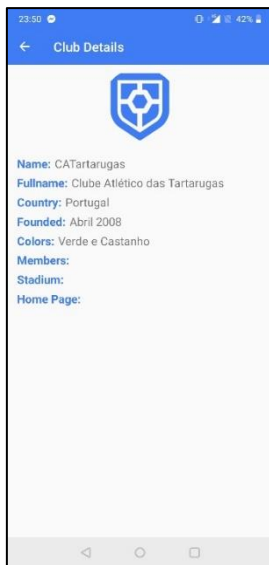 23:50 42%
Club Details
Name: CATartarugas
Fullname: Clube Atlético das Tartarugas
Country: Portugal
Founded: Abril 2008
Colors: Verde e Castanho
Members:
Stadium:
Home Page: